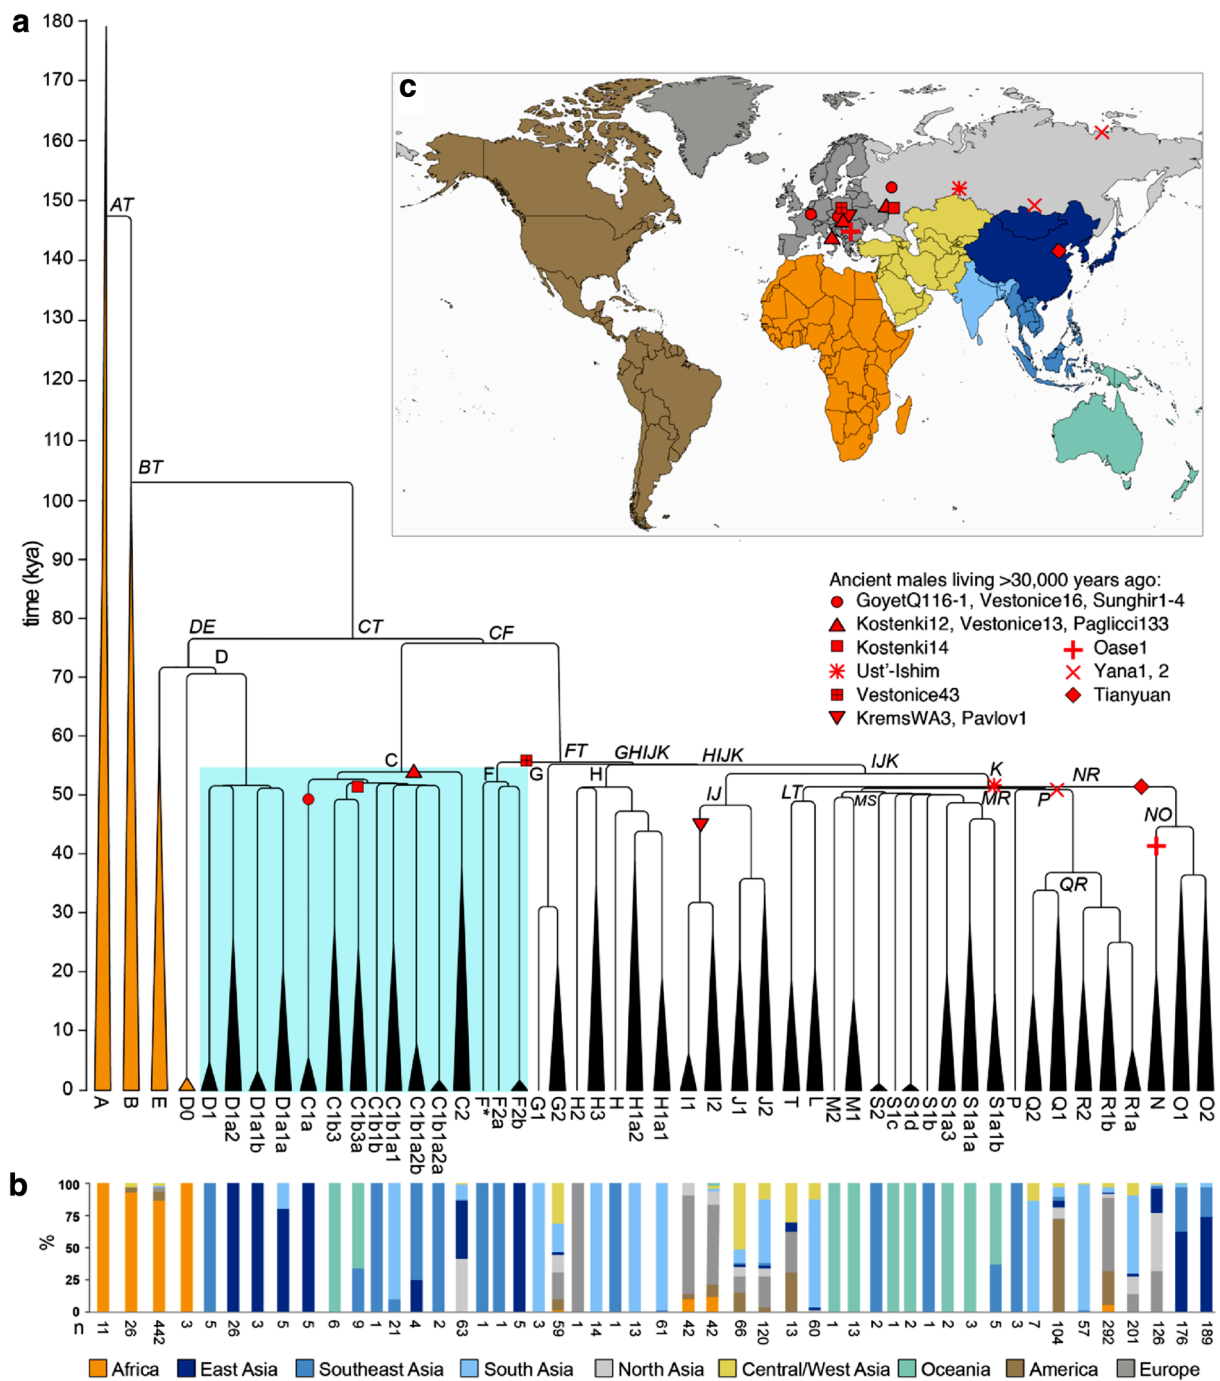 a
180
170
160
150
140
130
120
110
100
90
80
70
60
50
40
30
20
10
0
time (kya)
c
AT
BT
DE
CT
CF
D
Ancient males living >30,000 years ago:
GoyetQ116-1, Vestonice16, Sunghir1-4
Kostenki12, Vestonice13, Paglicci133
Kostenki14
Oase1
Ust'-Ishim
Yana1, 2
Vestonice43
Tianyuan
KremsWA3, Pavlov1
C
F
FT
G
GHIJK
H
HIJK
IJK
IJ
K
LT
MS
MR
P
NR
NO
QR
A
B
E
D0
D1
D1a2
D1a1b
D1a1a
C1a
C1b3
C1b3a
C1b1b
C1b1a1
C1b1a2b
C1b1a2a
C2
F*
F2a
F2b
G1
G2
H2
H3
H
H1a2
H1a1
I1
I2
J1
J2
T
L
M2
M1
S2
S1c
S1d
S1b
S1a3
S1a1a
S1a1b
P
Q2
Q1
R2
R1b
R1a
N
O1
O2
b
100
75
50
25
0
%
n
11 26 442 3 5 26 3 5 5 6 9 1 21 4 2 63 1 1 5 3 59 1 14 1 13 61 42 42 66 120 13 60 1 13 2 1 2 1 2 3 5 3 7 104 57 292 201 126 176 189
Africa East Asia Southeast Asia South Asia North Asia Central/West Asia Oceania America Europe